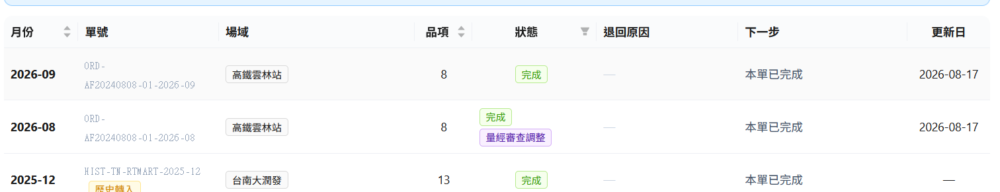 月份 單號 場域 品項 狀態 退回原因 下一步 更新日
2026-09 ORD-AF20240808-01-2026-09 高鐵雲林站 8 完成 — 本單已完成 2026-08-17
2026-08 ORD-AF20240808-01-2026-08 高鐵雲林站 8 完成 量經審查調整 — 本單已完成 2026-08-17
2025-12 HIST-TN-RTMART-2025-12 歷史轉入 台南大潤發 13 完成 — 本單已完成 —